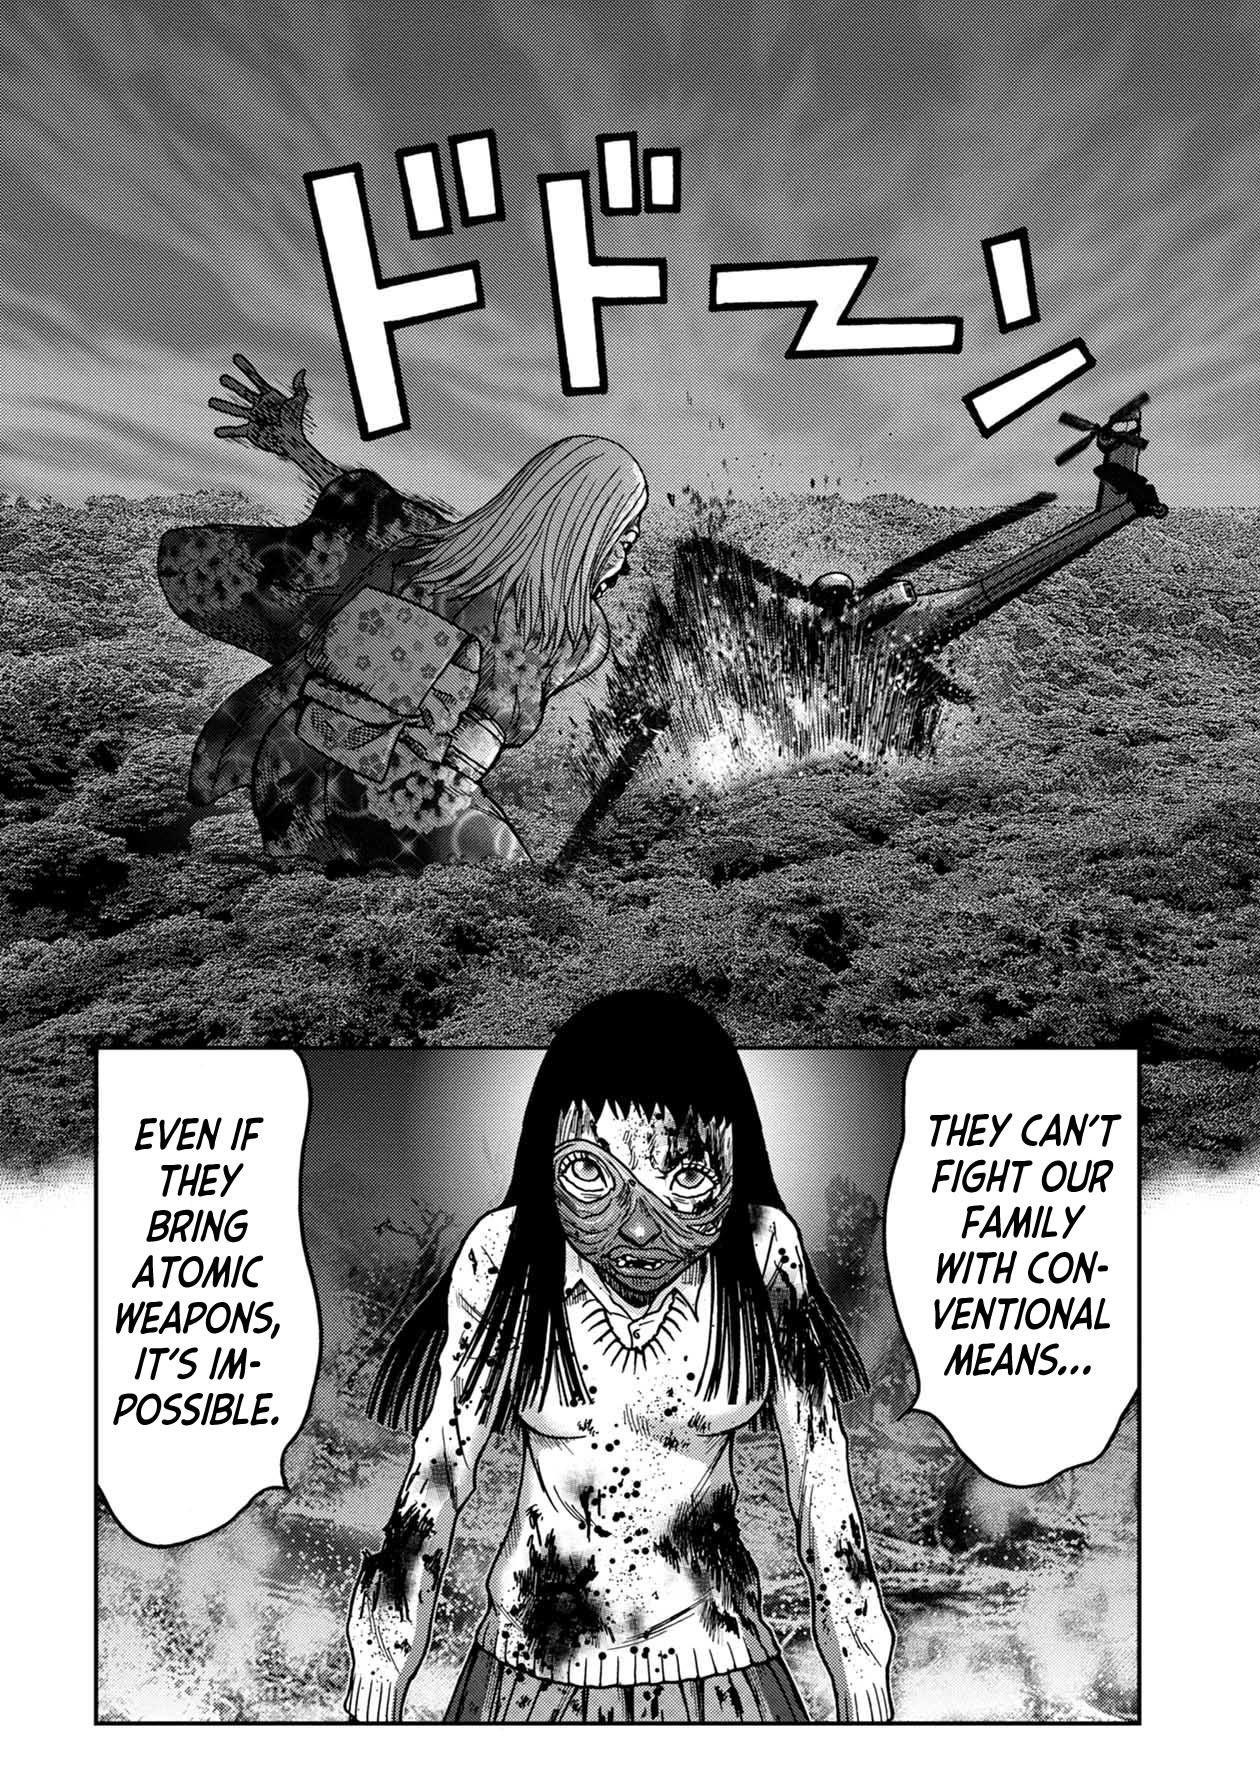 ドドーン
THEY CAN'T
FIGHT OUR
FAMILY
WITH CON-
VENTIONAL
MEANS...
EVEN IF
THEY
BRING
ATOMIC
WEAPONS,
IT'S IM-
POSSIBLE.